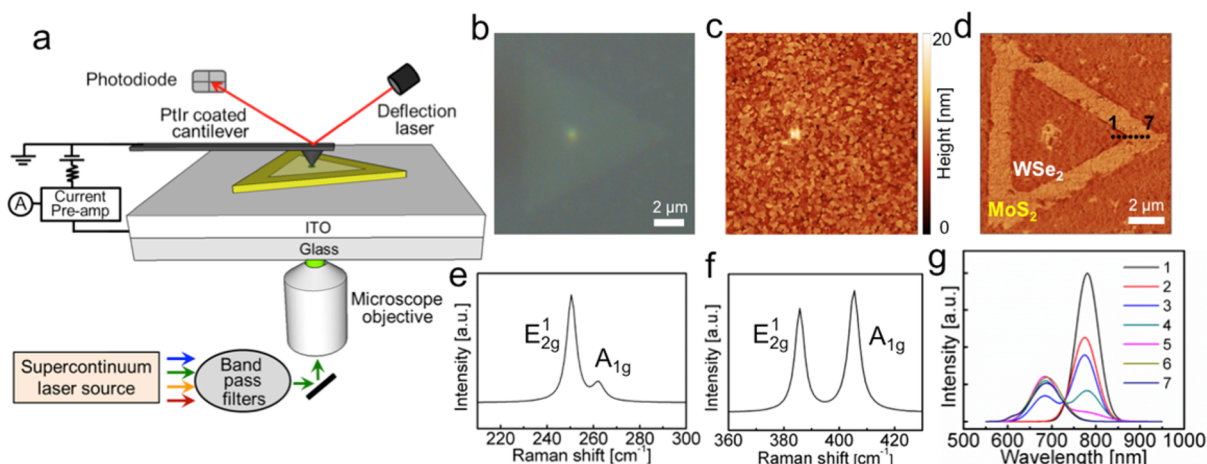 a
Photodiode
PtIr coated
cantilever
Deflection
laser
A
Current
Pre-amp
ITO
Glass
Microscope
objective
Supercontinuum
laser source
Band
pass
filters
b
2 µm
c
20
Height [nm]
0
2 µm
d
1 7
WSe2
MoS2
2 µm
e
Intensity [a.u.]
E¹2g
A1g
220 240 260 280 300
Raman shift [cm⁻¹]
f
Intensity [a.u.]
E¹2g
A1g
360 380 400 420
Raman shift [cm⁻¹]
g
Intensity [a.u.]
1
2
3
4
5
6
7
500 600 700 800 900 1000
Wavelength [nm]